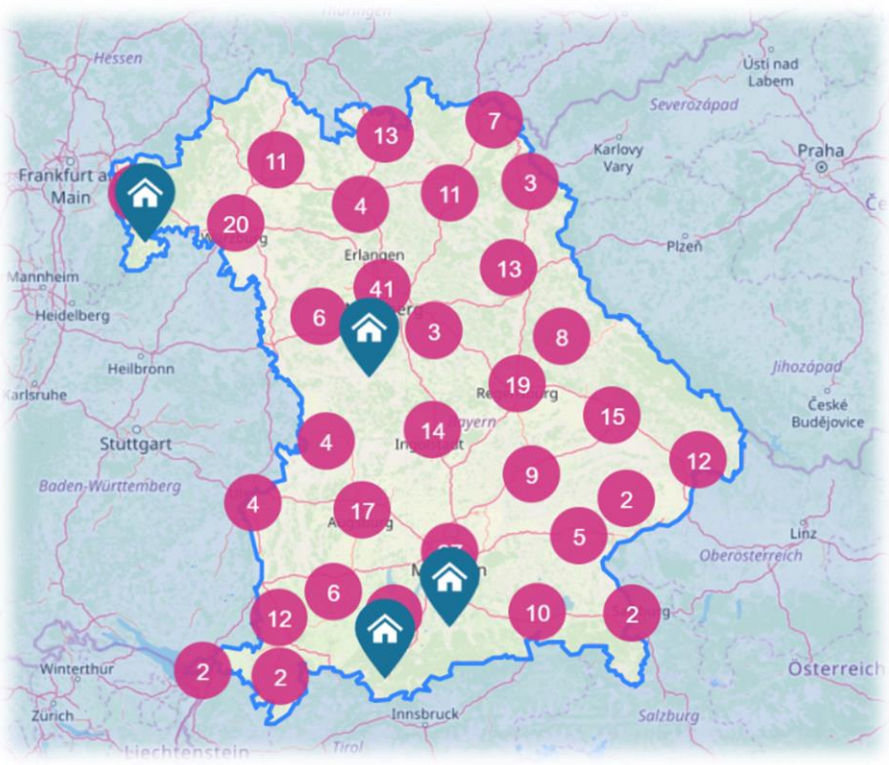 Thüringen
Hessen
Ústí nad
Labem
Severozápad
7
13
Karlovy
Vary
Praha
11
Frankfurt a
Main
3
11
4
20
Erlangen
Plzeň
13
Mannheim
41
Heidelberg
6
3
8
Heilbronn
Jihozápad
Karlsruhe
19
České
Budějovice
15
14
Stuttgart
4
12
9
Baden-Württemberg
2
4
17
Augsburg
5
Linz
Oberösterreich
6
10
2
12
Winterthur
2
2
Österreich
Zürich
Innsbruck
Salzburg
Liechtenstein
Tirol